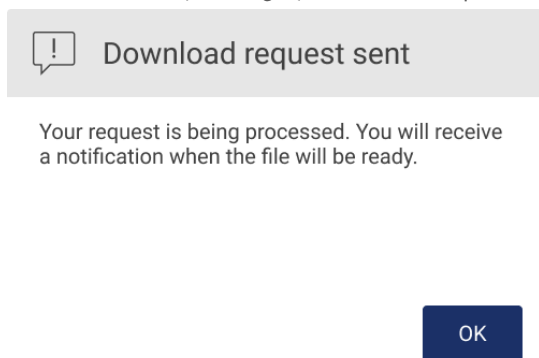 Download request sent
Your request is being processed. You will receive
a notification when the file will be ready.
OK